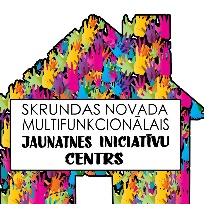 SKRUNDAS NOVADA
MULTIFUNKCIONĀLAIS
JAUNATNES INICIATĪVU
CENTRS